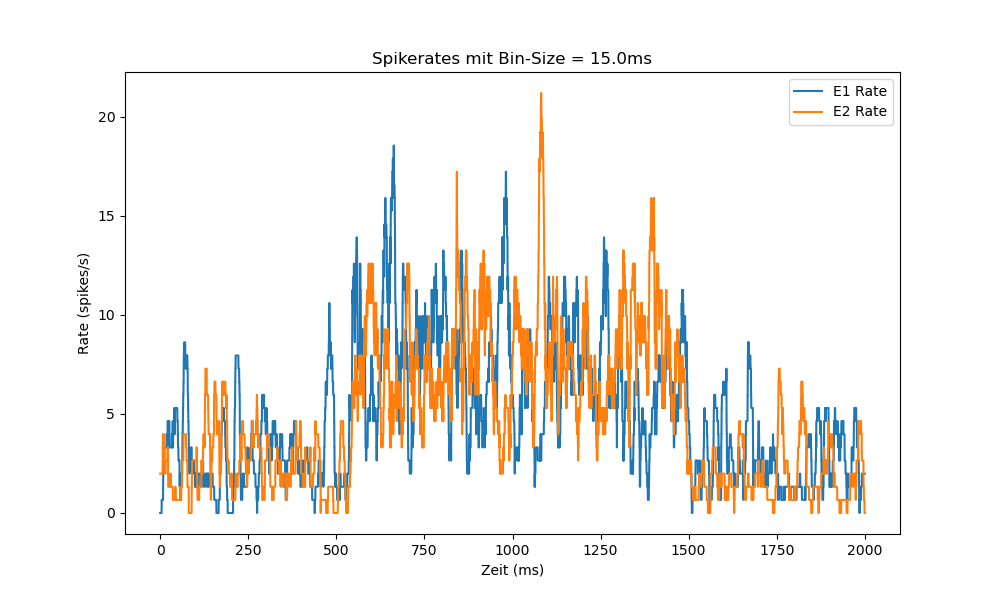 Spikerates mit Bin-Size = 15.0ms
E1 Rate
E2 Rate
Rate (spikes/s)
20
15
10
5
0
0 250 500 750 1000 1250 1500 1750 2000
Zeit (ms)